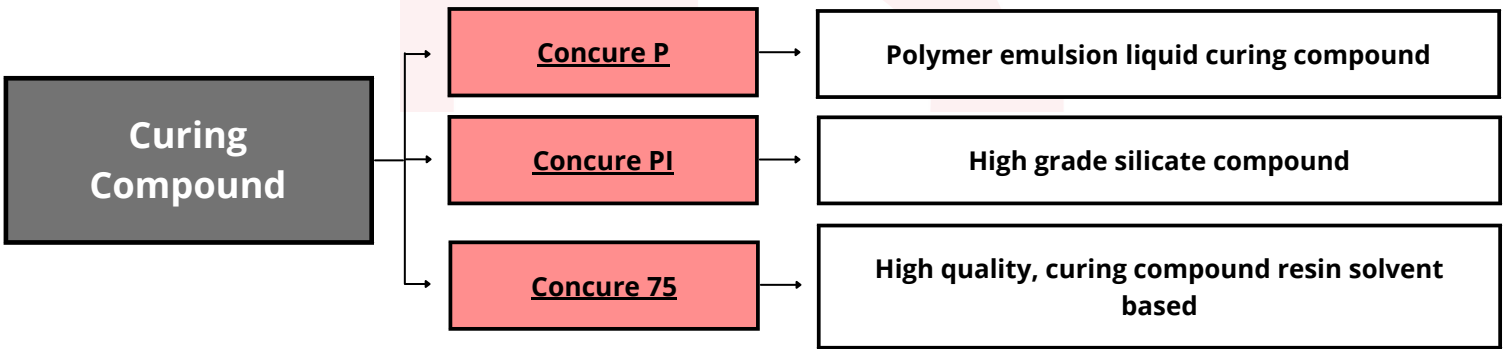 Curing
Compound
Concure P
Polymer emulsion liquid curing compound
Concure PI
High grade silicate compound
Concure 75
High quality, curing compound resin solvent
based